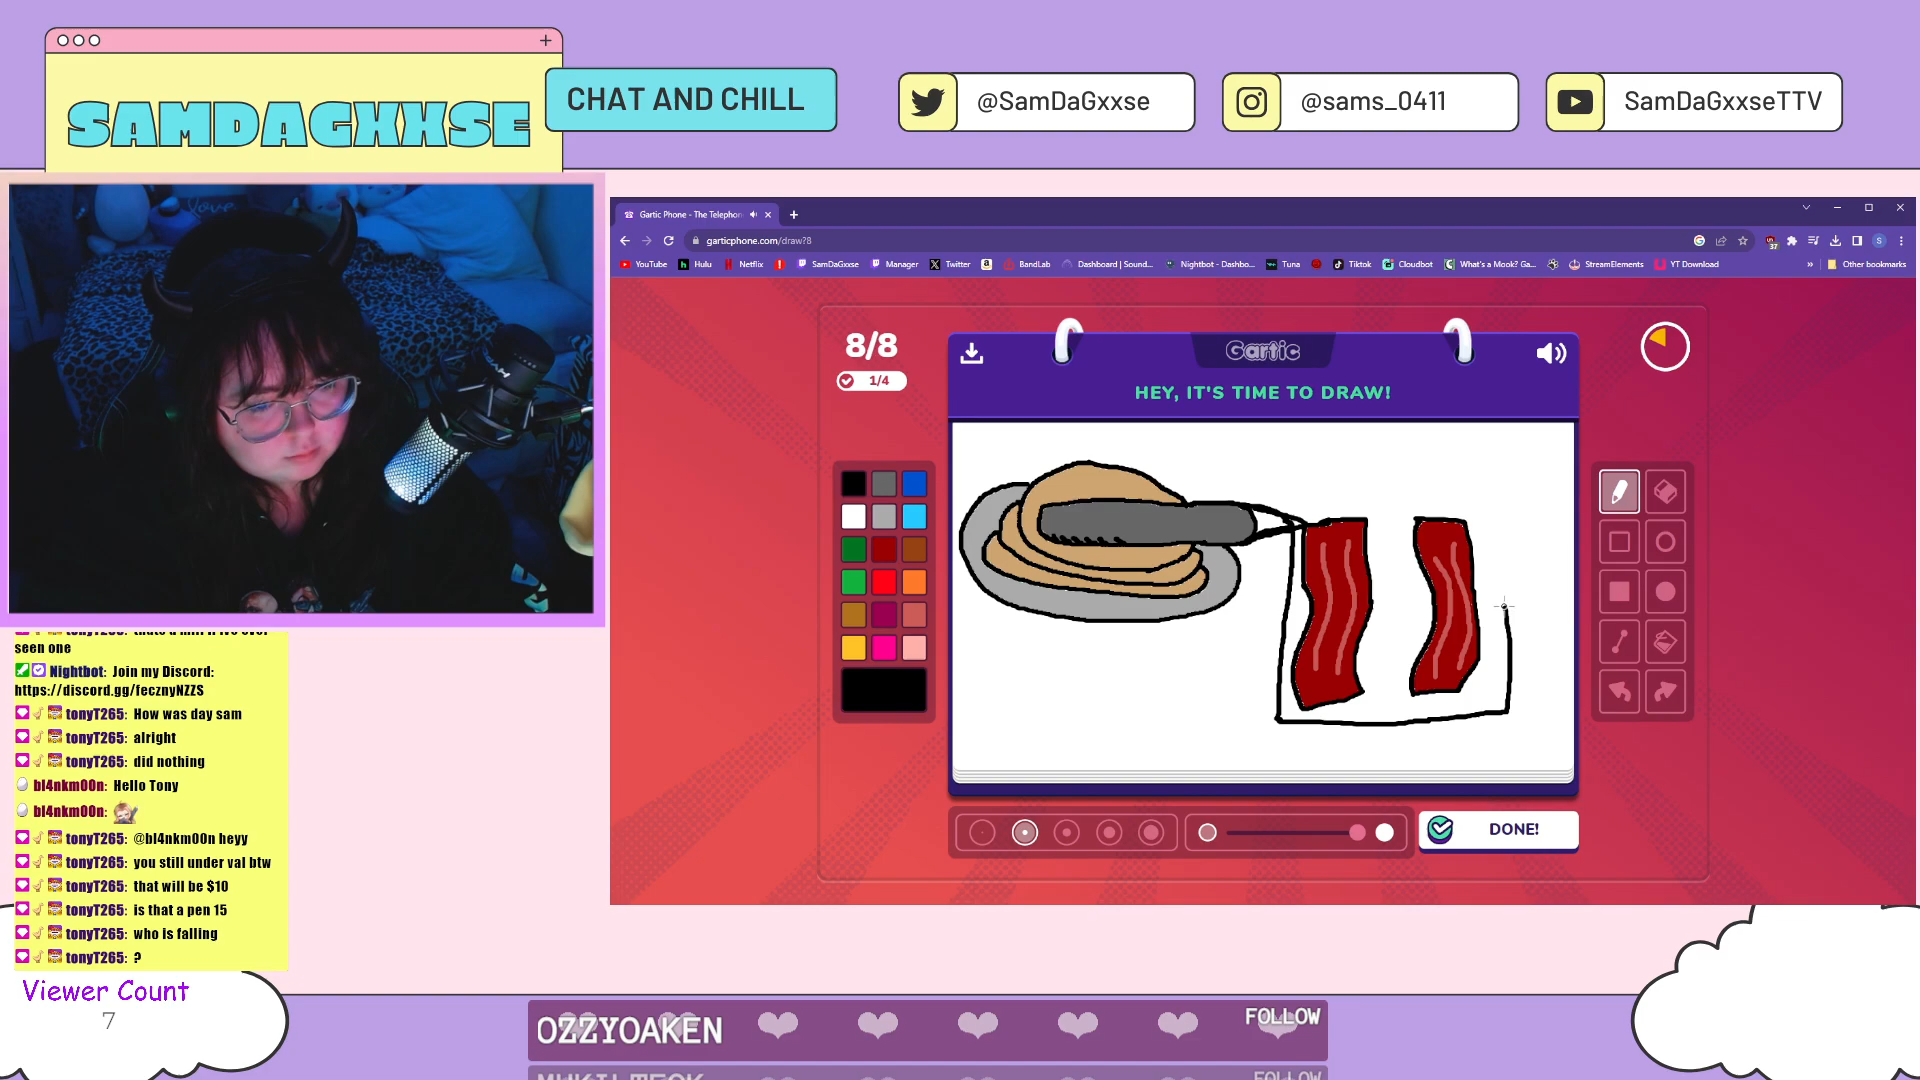 SAMDAGXXSE
CHAT AND CHILL
@SamDaGxxse
@sams_0411
SamDaGxxseTTV
love
Gartic Phone - The Telephon
garticphone.com/draw?8
37
S
YouTube
Hulu
Netflix
SamDaGxxse
Manager
Twitter
BandLab
Dashboard | Sound...
Nightbot - Dashbo...
Tuna
Tiktok
Cloudbot
What's a Mook? Ga...
StreamElements
YT Download
» Other bookmarks
8/8
1/4
Gartic
HEY, IT'S TIME TO DRAW!
DONE!
seen one
Nightbot: Join my Discord:
https://discord.gg/fecznyNZZS
tonyT265: How was day sam
tonyT265: alright
tonyT265: did nothing
bl4nkm00n: Hello Tony
bl4nkm00n:
tonyT265: @bl4nkm00n heyy
tonyT265: you still under val btw
tonyT265: that will be $10
tonyT265: is that a pen 15
tonyT265: who is falling
tonyT265: ?
Viewer Count
7
OZZYOAKEN
FOLLOW
FOLLOW